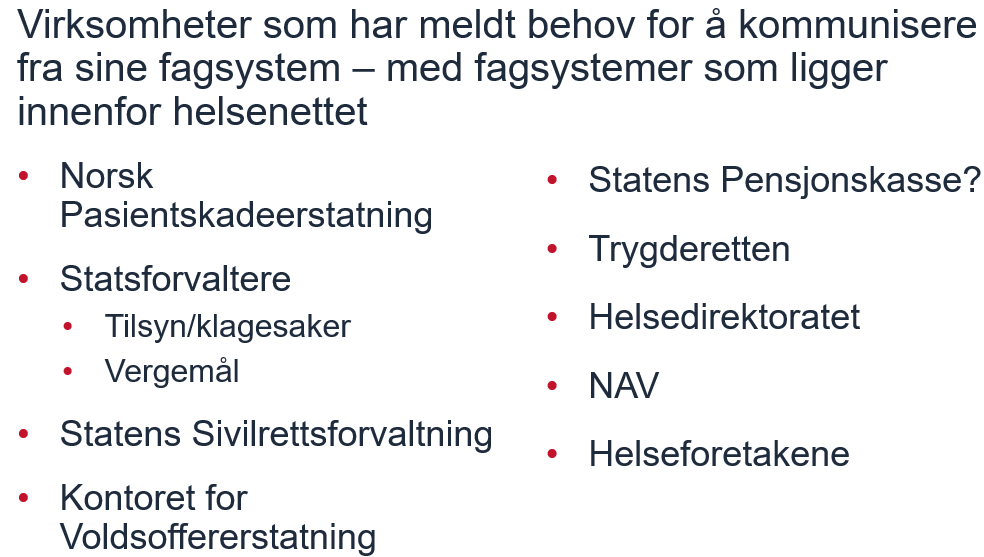 Virksomheter som har meldt behov for å kommunisere
fra sine fagsystem – med fagsystemer som ligger
innenfor helsenettet
• Norsk
Pasientskadeerstatning
• Statsforvaltere
• Tilsyn/klagesaker
• Vergemål
• Statens Sivilrettsforvaltning
• Kontoret for
Voldsoffererstatning
• Statens Pensjonskasse?
• Trygderetten
• Helsedirektoratet
• NAV
• Helseforetakene